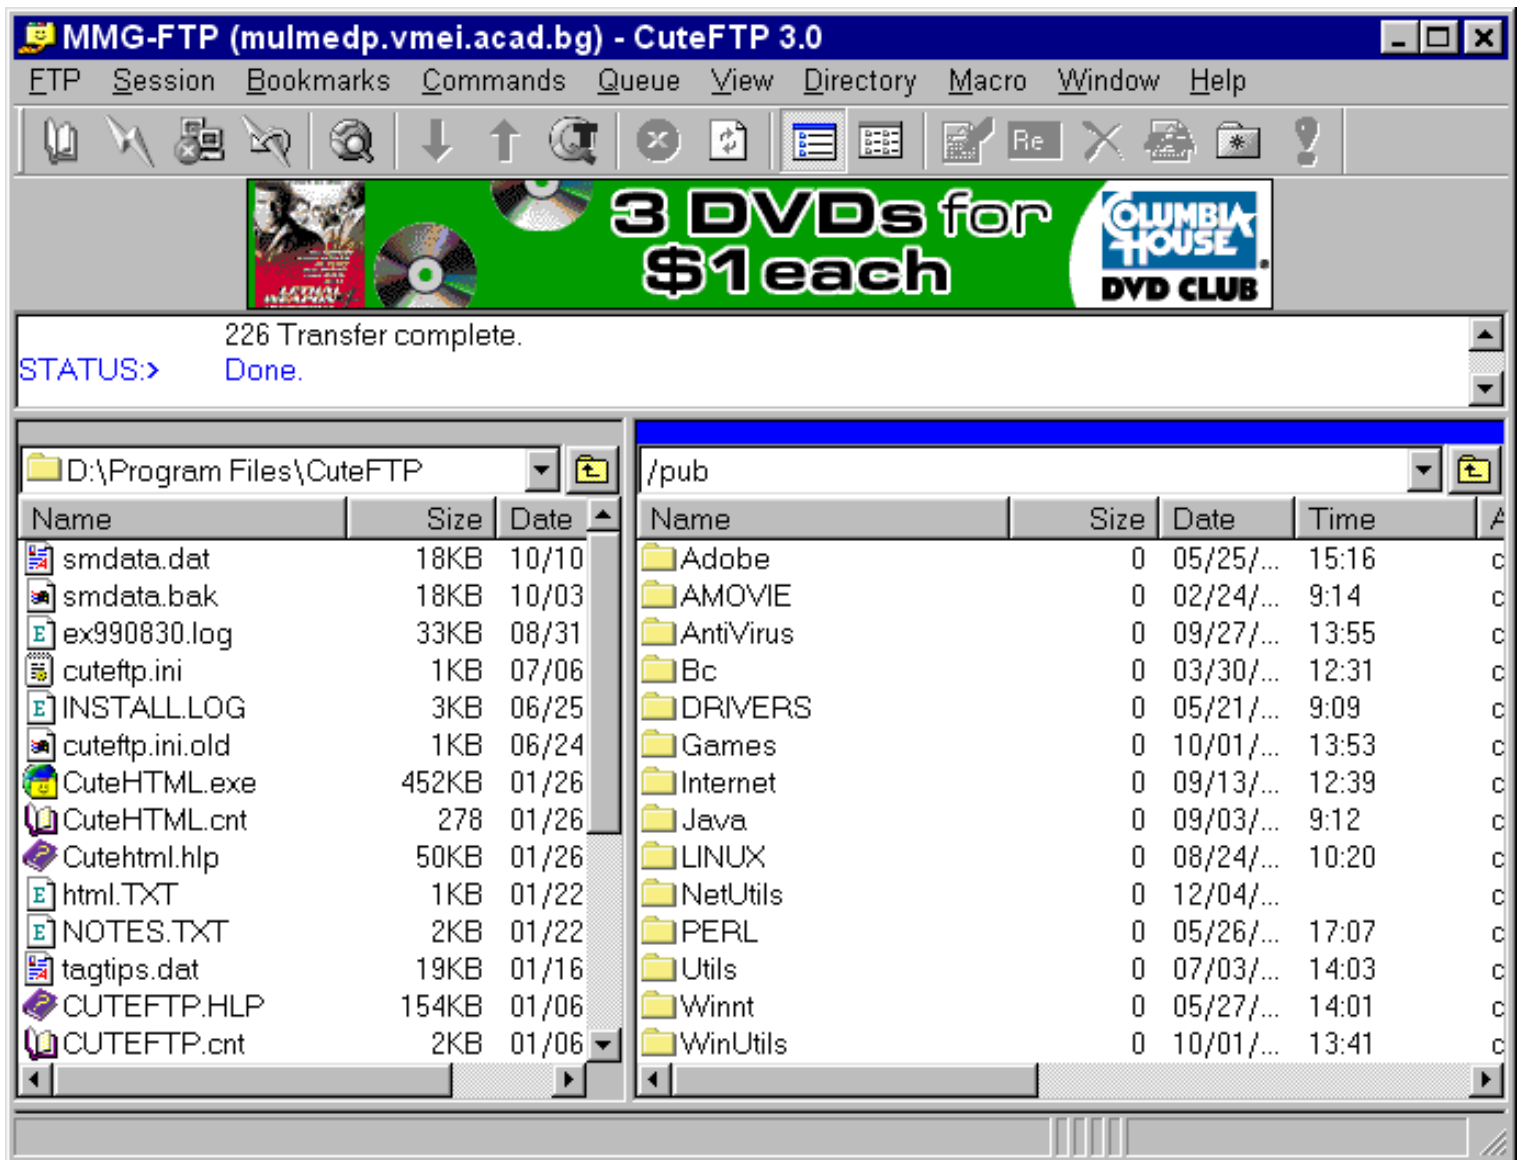 MMG-FTP (mulmedp.vmei.acad.bg) - CuteFTP 3.0
FTP Session Bookmarks Commands Queue View Directory Macro Window Help
Re
3 DVDs for
$1 each
COLUMBIA
HOUSE
DVD CLUB
226 Transfer complete.
STATUS:> Done.
D:\Program Files\CuteFTP
Name Size Date
smdata.dat 18KB 10/10
smdata.bak 18KB 10/03
ex990830.log 33KB 08/31
cuteftp.ini 1KB 07/06
INSTALL.LOG 3KB 06/25
cuteftp.ini.old 1KB 06/24
CuteHTML.exe 452KB 01/26
CuteHTML.cnt 278 01/26
Cutehtml.hlp 50KB 01/26
html.TXT 1KB 01/22
NOTES.TXT 2KB 01/22
tagtips.dat 19KB 01/16
CUTEFTP.HLP 154KB 01/06
CUTEFTP.cnt 2KB 01/06
/pub
Name Size Date Time A
Adobe 0 05/25/... 15:16 c
AMOVIE 0 02/24/... 9:14 c
AntiVirus 0 09/27/... 13:55 c
Bc 0 03/30/... 12:31 c
DRIVERS 0 05/21/... 9:09 c
Games 0 10/01/... 13:53 c
Internet 0 09/13/... 12:39 c
Java 0 09/03/... 9:12 c
LINUX 0 08/24/... 10:20 c
NetUtils 0 12/04/... c
PERL 0 05/26/... 17:07 c
Utils 0 07/03/... 14:03 c
Winnt 0 05/27/... 14:01 c
WinUtils 0 10/01/... 13:41 c